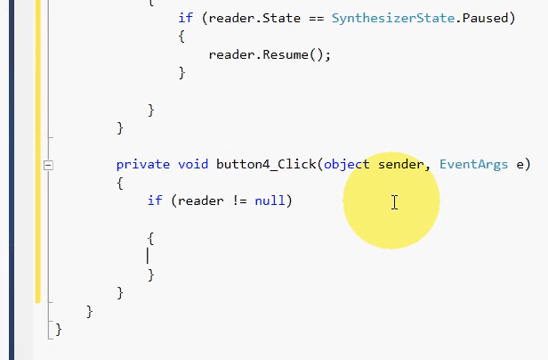 {
if (reader.State == SynthesizerState.Paused)
{
reader.Resume();
}
}
}
private void button4_Click(object sender, EventArgs e)
{
if (reader != null)
{
}
}
}
}